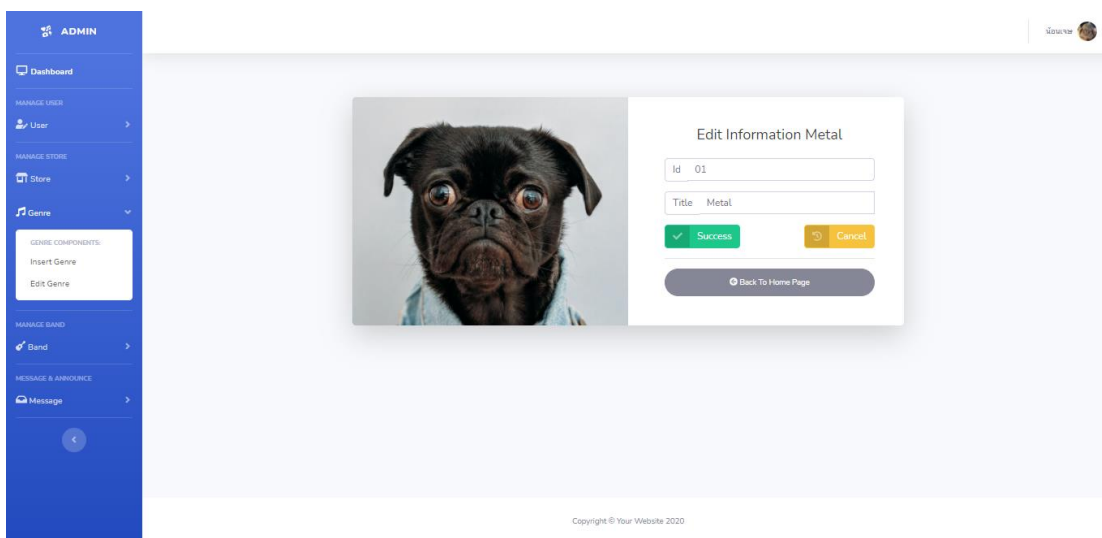 ADMIN
Dashboard
MANAGE USER
User
MANAGE STORE
Store
Genre
GENRE COMPONENTS:
Insert Genre
Edit Genre
MANAGE BAND
Band
MESSAGE & ANNOUNCE
Message
Edit Information Metal
Id 01
Title Metal
Success Cancel
Back To Home Page
Copyright © Your Website 2020